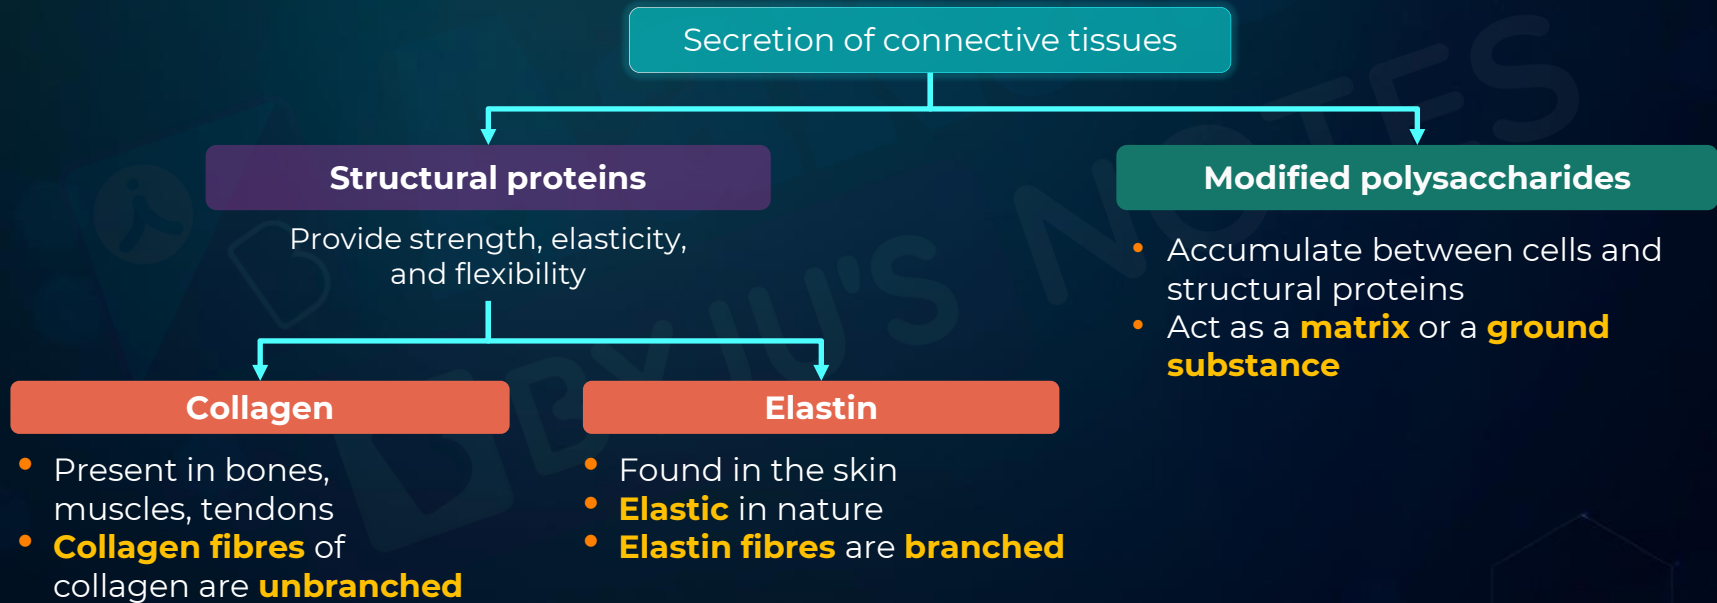 Secretion of connective tissues
Structural proteins
Provide strength, elasticity,
and flexibility
Collagen
• Present in bones,
muscles, tendons
• Collagen fibres of
collagen are unbranched
Elastin
• Found in the skin
• Elastic in nature
• Elastin fibres are branched
Modified polysaccharides
• Accumulate between cells and
structural proteins
• Act as a matrix or a ground
substance
BYJU'S NOTES